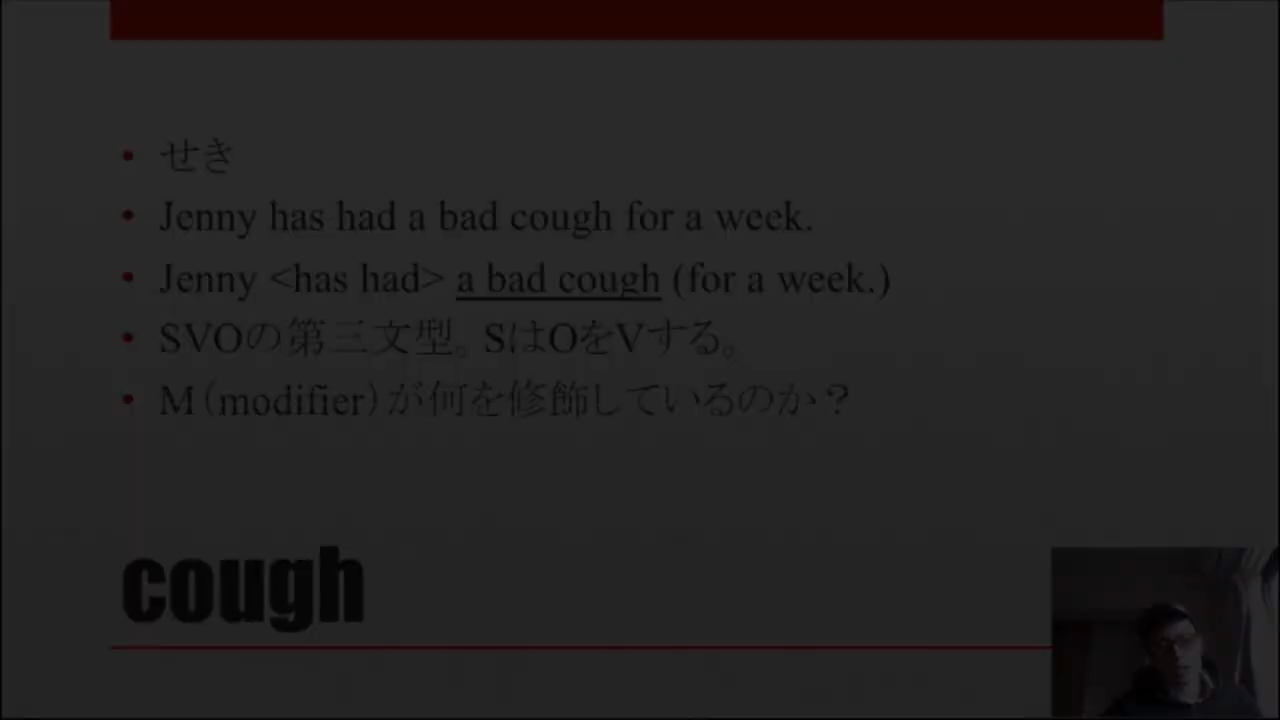 せき
Jenny has had a bad cough for a week.
Jenny <has had> a bad cough (for a week.)
SVOの第三文型。SはOをVする。
M（modifier）が何を修飾しているのか？
cough